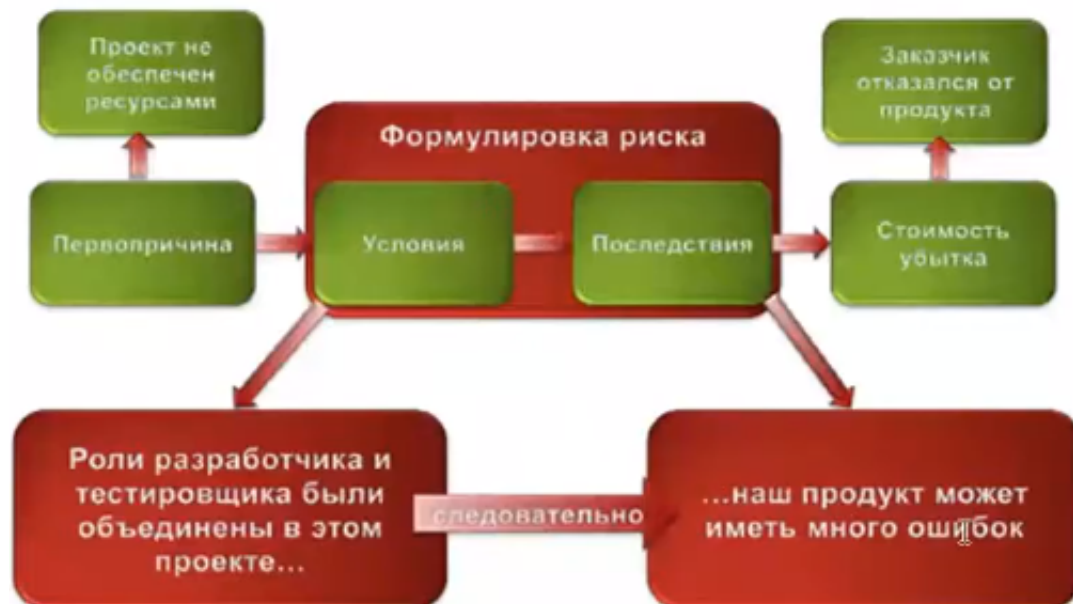 Проект не
обеспечен
ресурсами
Заказчик
отказался от
продукта
Формулировка риска
Первопричина
Условия
Последствия
Стоимость
убытка
Роли разработчика и
тестировщика были
объединены в этом
проекте...
следовательно
...наш продукт может
иметь много ошибок